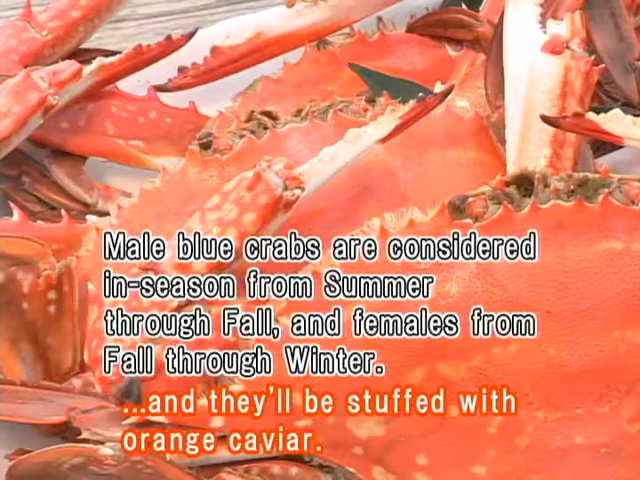 Male blue crabs are considered
in-season from Summer
through Fall, and females from
Fall through Winter.
...and they'll be stuffed with
orange caviar.